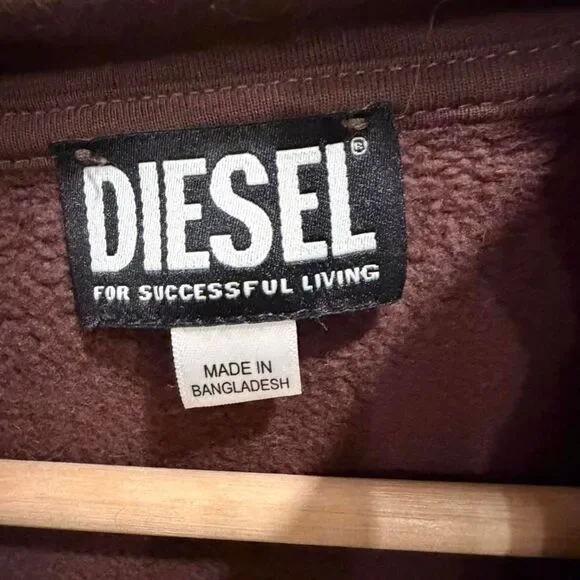 DIESEL®
FOR SUCCESSFUL LIVING
MADE IN
BANGLADESH